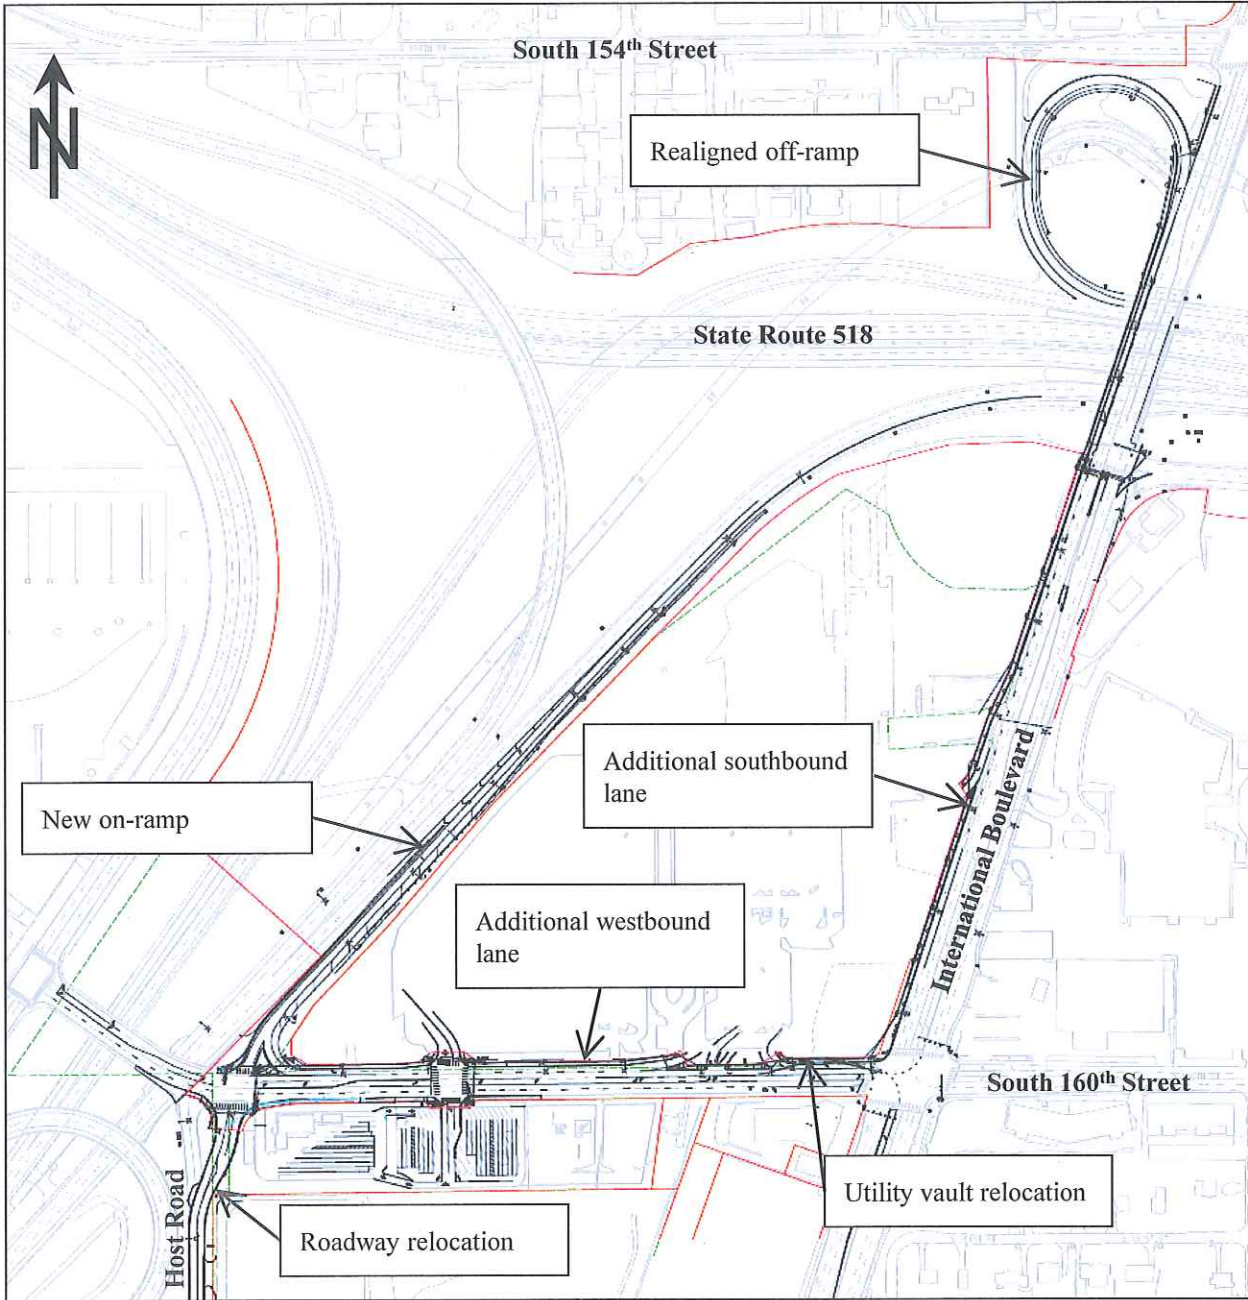 South 154th Street
N
Realigned off-ramp
State Route 518
Additional southbound
lane
New on-ramp
International Boulevard
Additional westbound
lane
South 160th Street
Utility vault relocation
Host Road
Roadway relocation